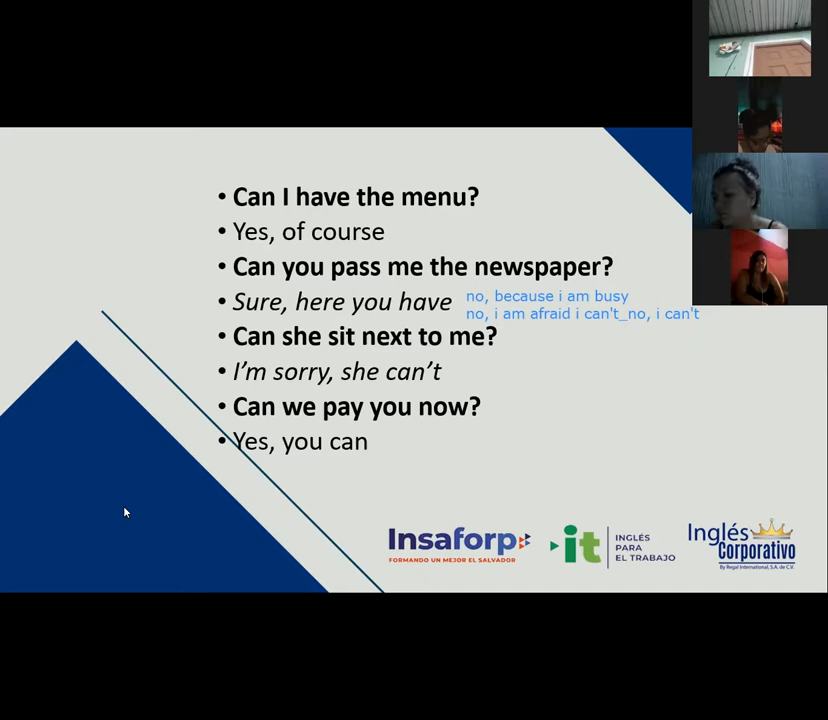 • Can I have the menu?
• Yes, of course
• Can you pass me the newspaper?
• Sure, here you have
no, because i am busy
no, i am afraid i can't_no, i can't
• Can she sit next to me?
• I'm sorry, she can't
• Can we pay you now?
• Yes, you can
Insaforp
FORMANDO UN MEJOR EL SALVADOR
it
INGLÉS
PARA
EL TRABAJO
Inglés
Corporativo
By Regal International, S.A. de C.V.